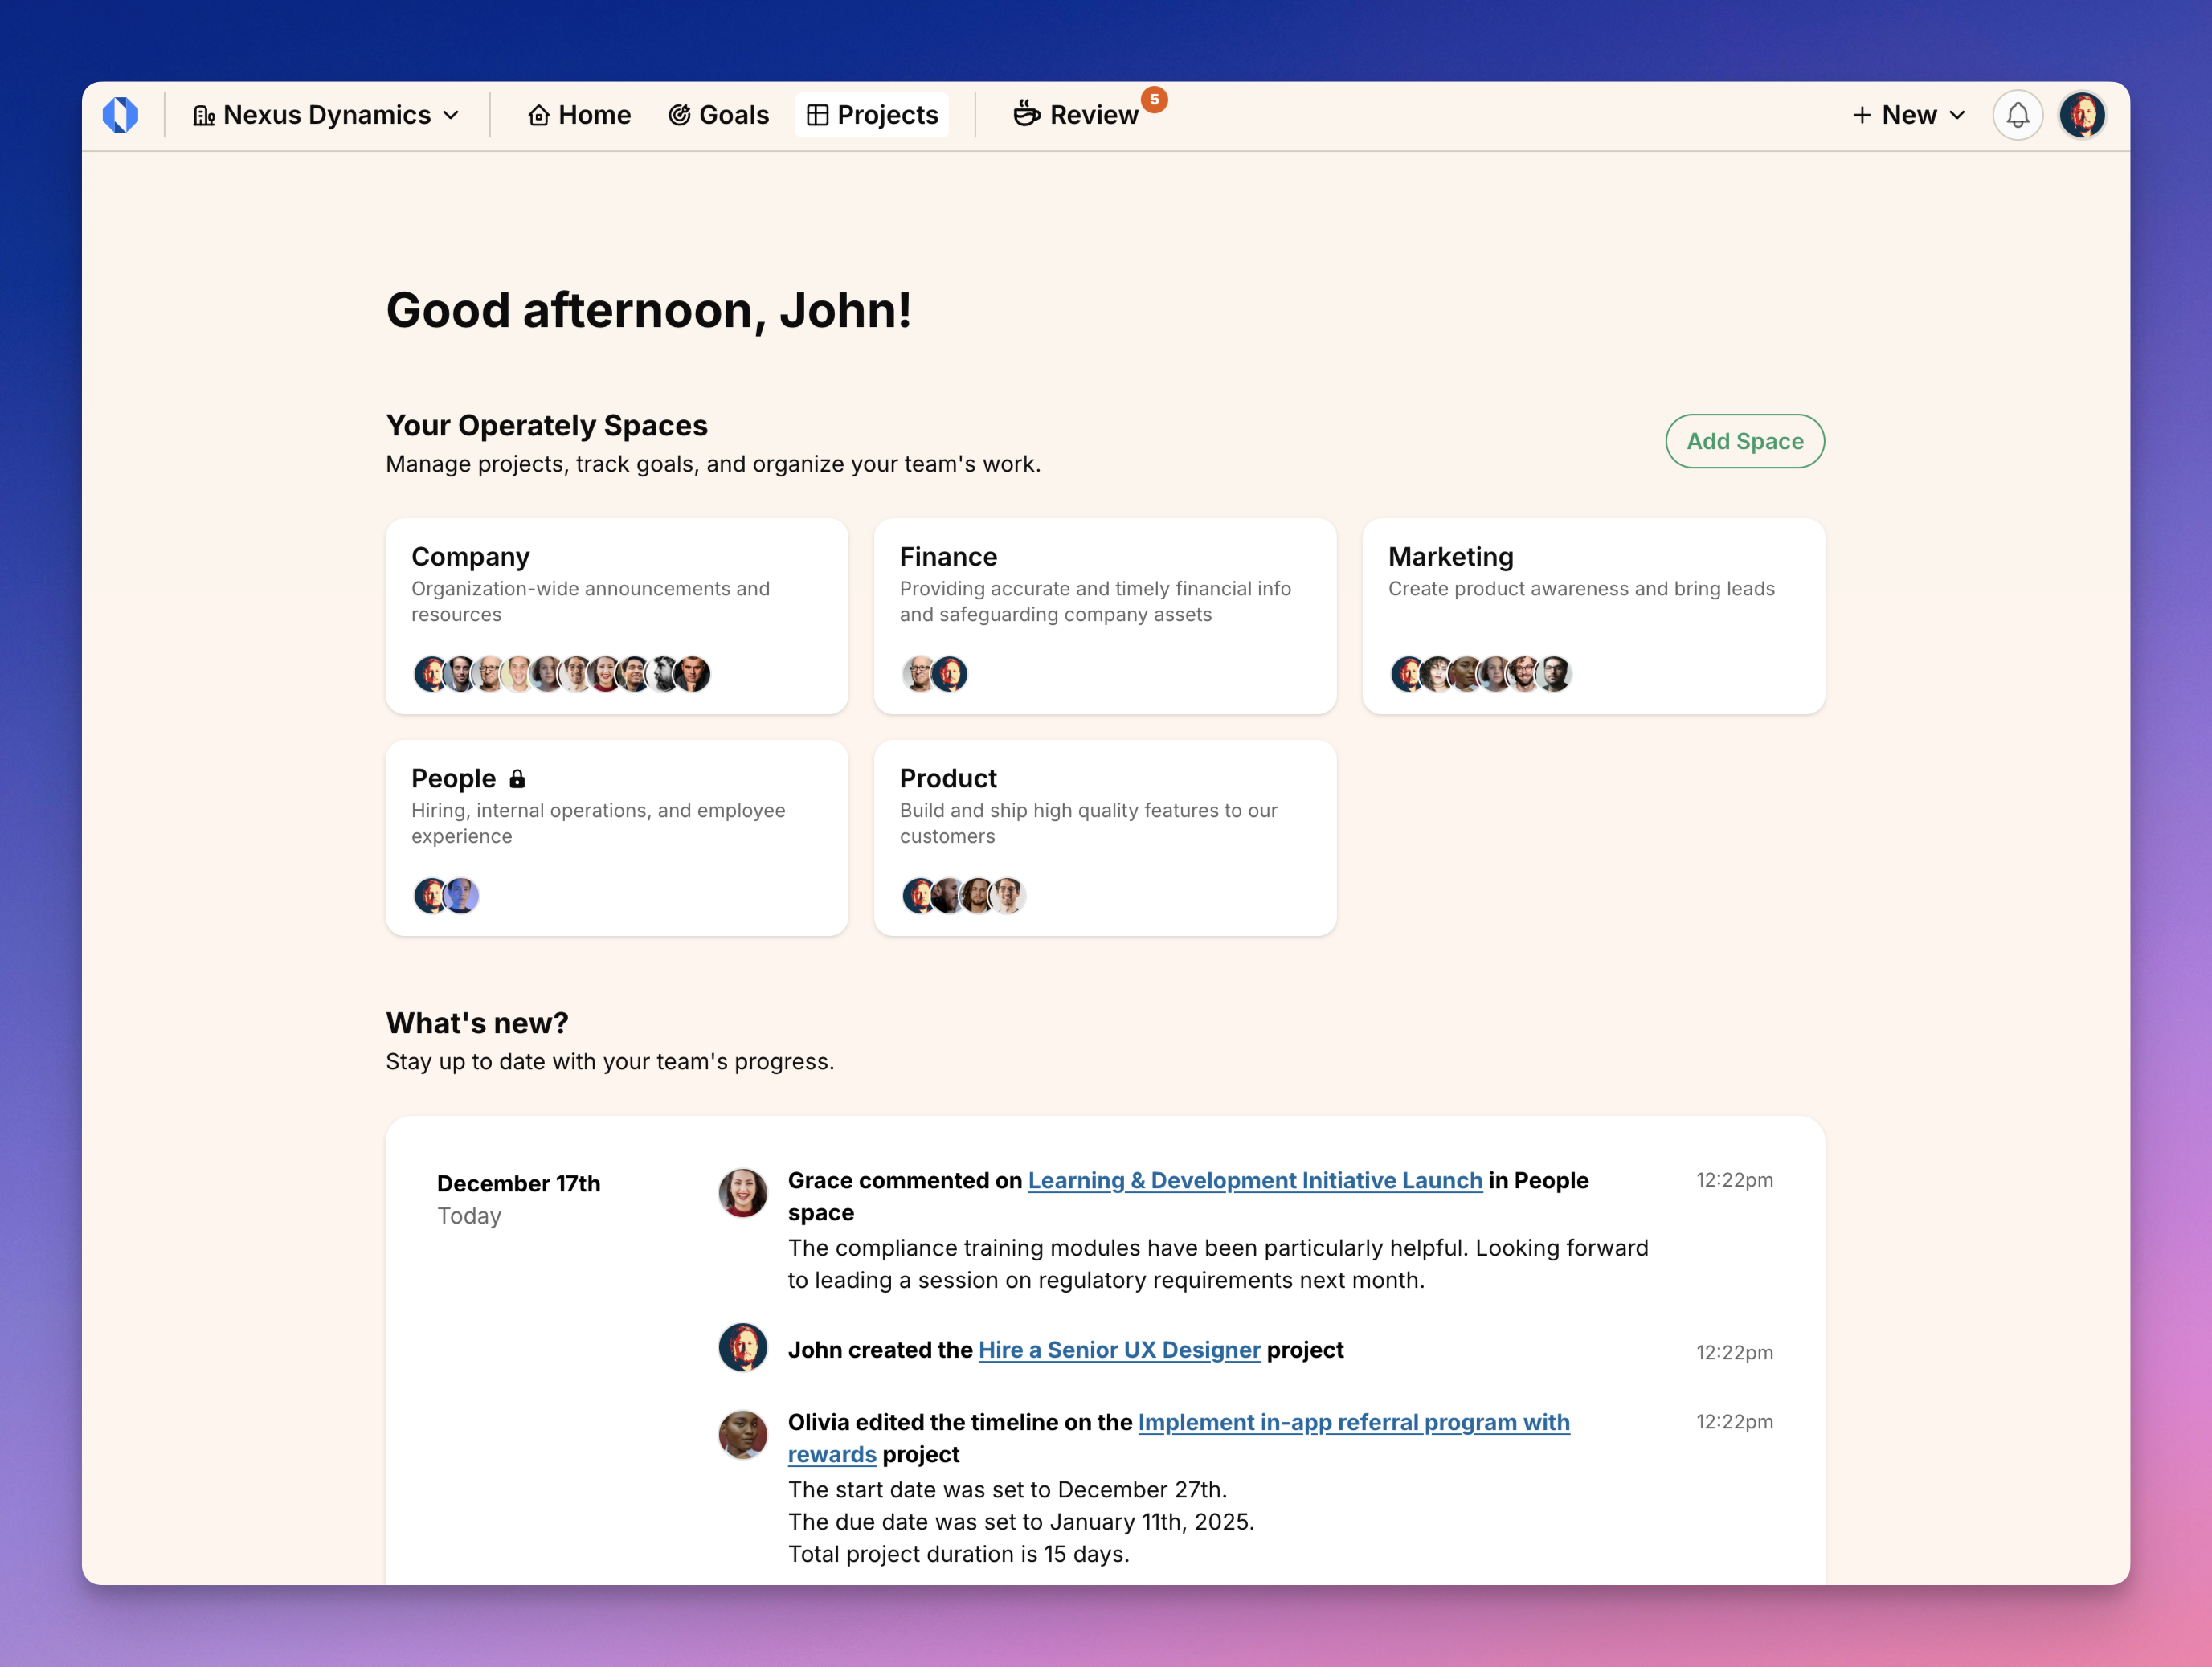 Nexus Dynamics
Home
Goals
Projects
Review
5
+ New
Good afternoon, John!
Your Operately Spaces
Manage projects, track goals, and organize your team's work.
Add Space
Company
Organization-wide announcements and
resources
Finance
Providing accurate and timely financial info
and safeguarding company assets
Marketing
Create product awareness and bring leads
People
Hiring, internal operations, and employee
experience
Product
Build and ship high quality features to our
customers
What's new?
Stay up to date with your team's progress.
December 17th
Today
Grace commented on Learning & Development Initiative Launch in People
space
12:22pm
The compliance training modules have been particularly helpful. Looking forward
to leading a session on regulatory requirements next month.
John created the Hire a Senior UX Designer project
12:22pm
Olivia edited the timeline on the Implement in-app referral program with
rewards project
12:22pm
The start date was set to December 27th.
The due date was set to January 11th, 2025.
Total project duration is 15 days.